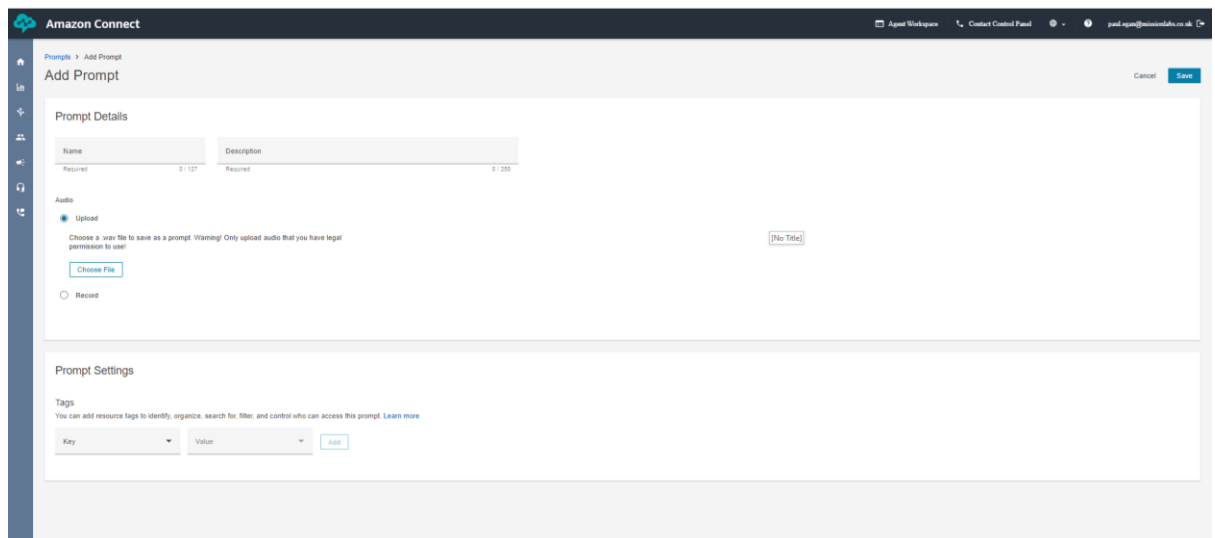 Amazon Connect
Agent Workspace Contact Control Panel paul.egan@missionlabs.co.uk
Prompts > Add Prompt
Add Prompt
Cancel Save
Prompt Details
Name Description
Required 0 / 127 Required 0 / 250
Audio
Upload
Choose a .wav file to save as a prompt. Warning! Only upload audio that you have legal
permission to use!
[No Title]
Choose File
Record
Prompt Settings
Tags
You can add resource tags to identify, organize, search for, filter, and control who can access this prompt. Learn more
Key Value Add